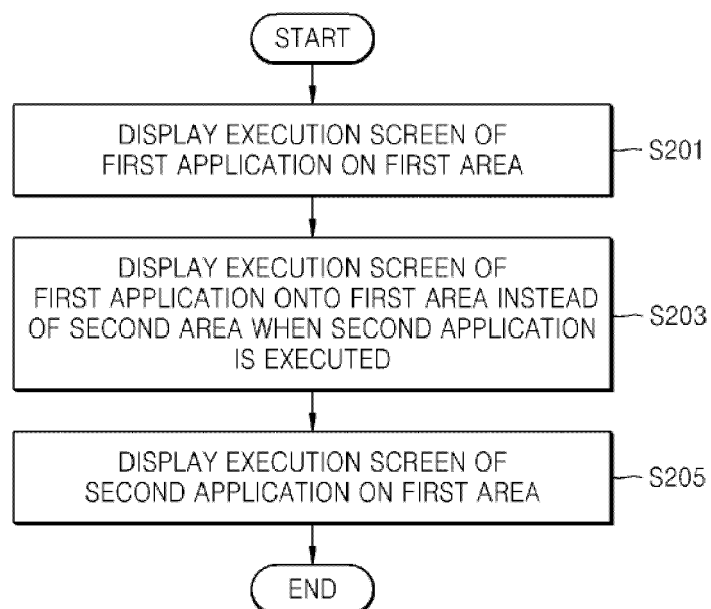 START
DISPLAY EXECUTION SCREEN OF
FIRST APPLICATION ON FIRST AREA
S201
DISPLAY EXECUTION SCREEN OF
FIRST APPLICATION ONTO FIRST AREA INSTEAD
OF SECOND AREA WHEN SECOND APPLICATION
IS EXECUTED
S203
DISPLAY EXECUTION SCREEN OF
SECOND APPLICATION ON FIRST AREA
S205
END